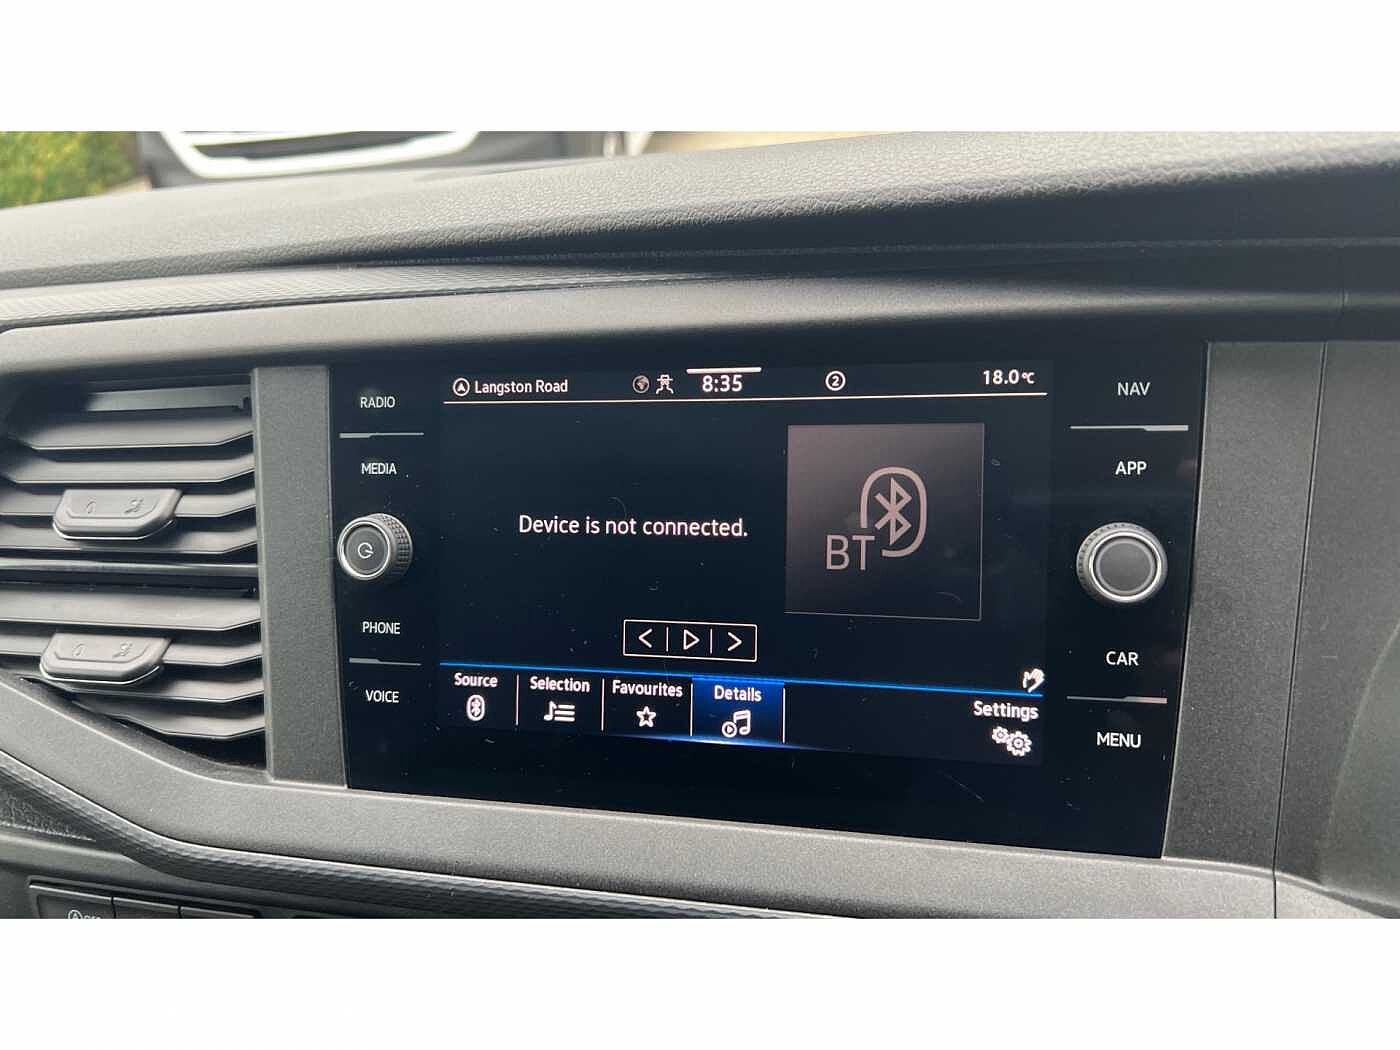 RADIO
MEDIA
PHONE
VOICE
Langston Road
8:35
2
18.0°C
Device is not connected.
BT
Source
Selection
Favourites
Details
Settings
NAV
APP
CAR
MENU